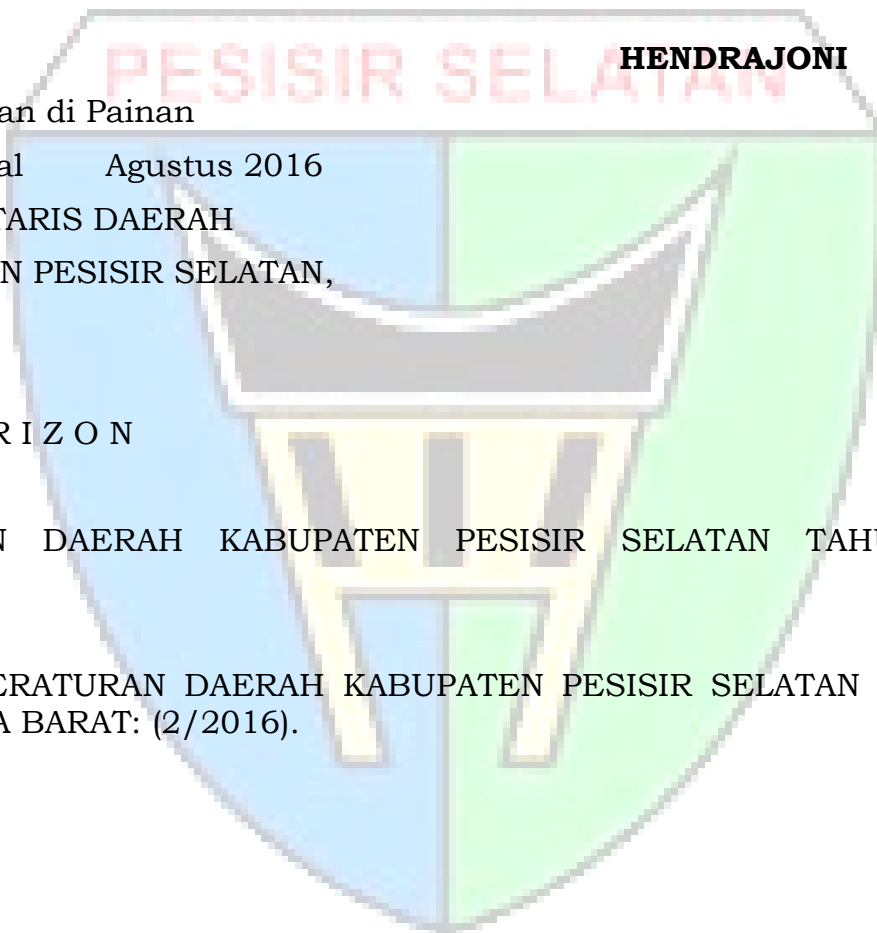 PESISIR SELATAN
HENDRAJONI
an di Painan
al Agustus 2016
TARIS DAERAH
N PESISIR SELATAN,
R I Z O N
N DAERAH KABUPATEN PESISIR SELATAN TAHU
ERATURAN DAERAH KABUPATEN PESISIR SELATAN
A BARAT: (2/2016).